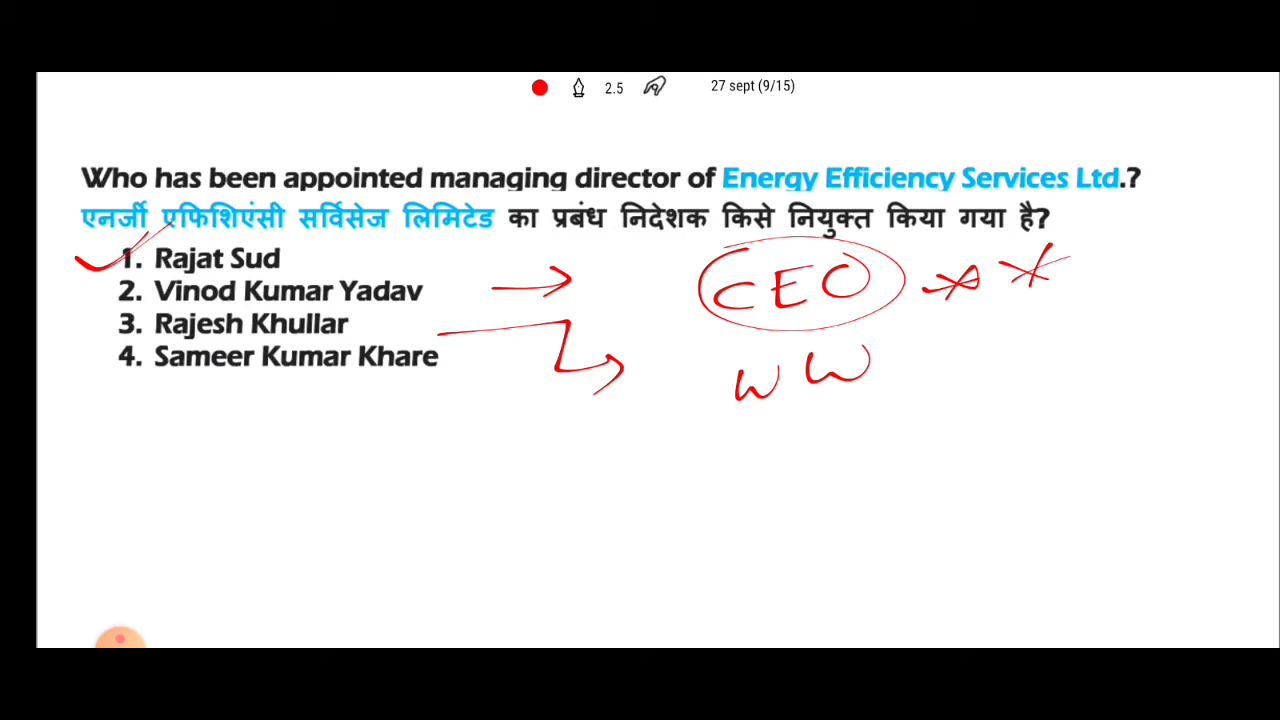 2.5 27 sept (9/15)
Who has been appointed managing director of Energy Efficiency Services Ltd.?
एनर्जी एफिशिएंसी सर्विसेज लिमिटेड का प्रबंध निदेशक किसे नियुक्त किया गया है?
1. Rajat Sud
2. Vinod Kumar Yadav
CEO
3. Rajesh Khullar
4. Sameer Kumar Khare
W W